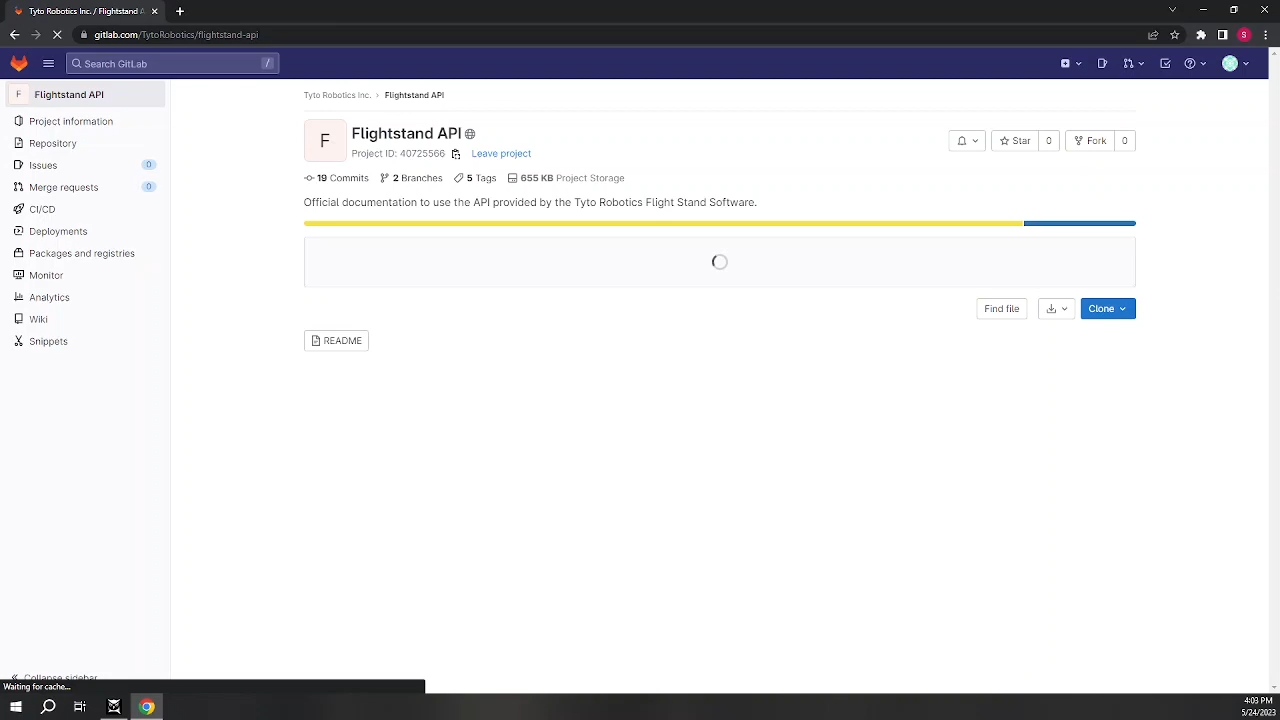 Tyto Robotics Inc. / Flightstand A
gitlab.com/TytoRobotics/flightstand-api
S
Search GitLab /
F Flightstand API
Project information
Repository
Issues 0
Merge requests 0
CI/CD
Deployments
Packages and registries
Monitor
Analytics
Wiki
Snippets
Collapse sidebar
Tyto Robotics Inc. > Flightstand API
F
Flightstand API
Project ID: 40725566 Leave project
Star 0 Fork 0
19 Commits 2 Branches 5 Tags 655 KB Project Storage
Official documentation to use the API provided by the Tyto Robotics Flight Stand Software.
Find file Clone
README
Waiting for cache...
4:03 PM
5/24/2023